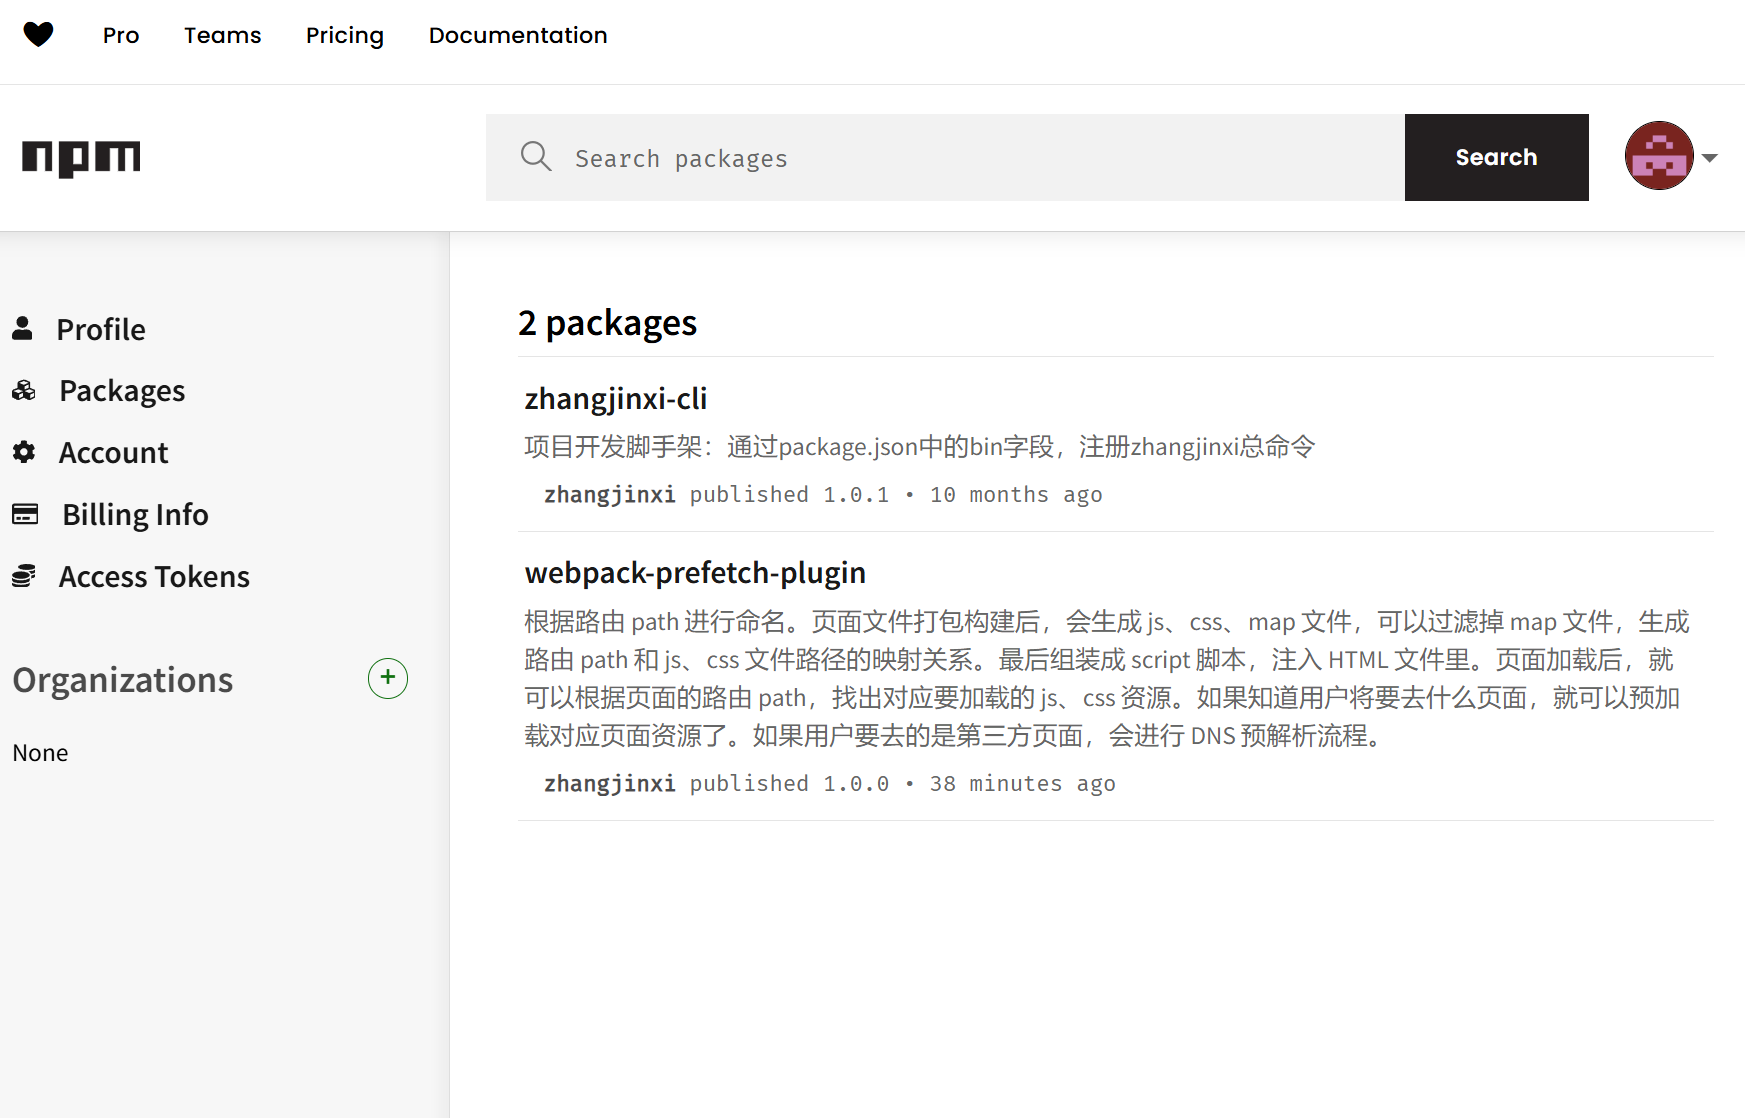 Pro Teams Pricing Documentation
npm Search packages Search
Profile
Packages
Account
Billing Info
Access Tokens
Organizations +
None
2 packages
zhangjinxi-cli
项目开发脚手架：通过package.json中的bin字段，注册zhangjinxi总命令
zhangjinxi published 1.0.1 • 10 months ago
webpack-prefetch-plugin
根据路由 path 进行命名。页面文件打包构建后，会生成 js、css、map 文件，可以过滤掉 map 文件，生成
路由 path 和 js、css 文件路径的映射关系。最后组装成 script 脚本，注入 HTML 文件里。页面加载后，就
可以根据页面的路由 path，找出对应要加载的 js、css 资源。如果知道用户将要去什么页面，就可以预加
载对应页面资源了。如果用户要去的是第三方页面，会进行 DNS 预解析流程。
zhangjinxi published 1.0.0 • 38 minutes ago